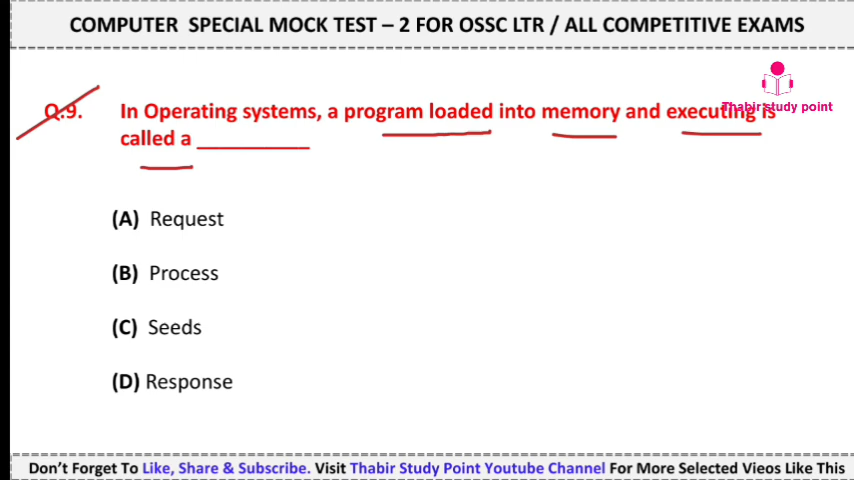 COMPUTER SPECIAL MOCK TEST – 2 FOR OSSC LTR / ALL COMPETITIVE EXAMS
Thabir study point
Q.9. In Operating systems, a program loaded into memory and executing is
called a __________
(A) Request
(B) Process
(C) Seeds
(D) Response
Don't Forget To Like, Share & Subscribe. Visit Thabir Study Point Youtube Channel For More Selected Vieos Like This